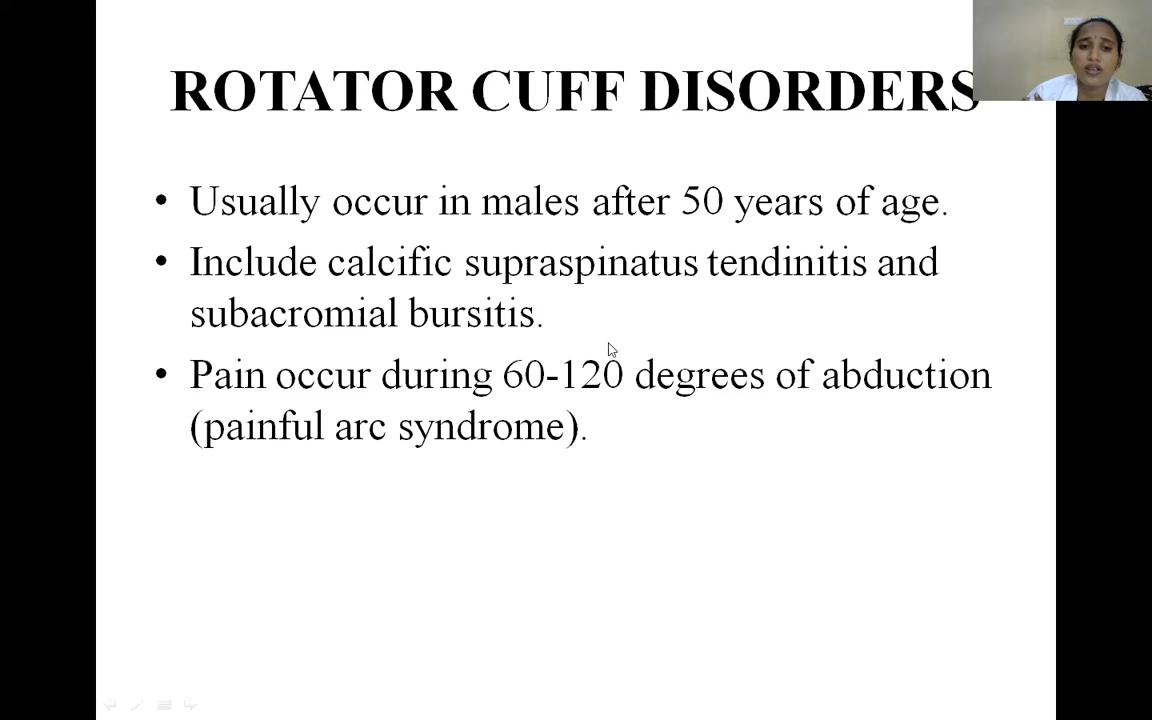 ROTATOR CUFF DISORDERS
• Usually occur in males after 50 years of age.
• Include calcific supraspinatus tendinitis and
subacromial bursitis.
• Pain occur during 60-120 degrees of abduction
(painful arc syndrome).